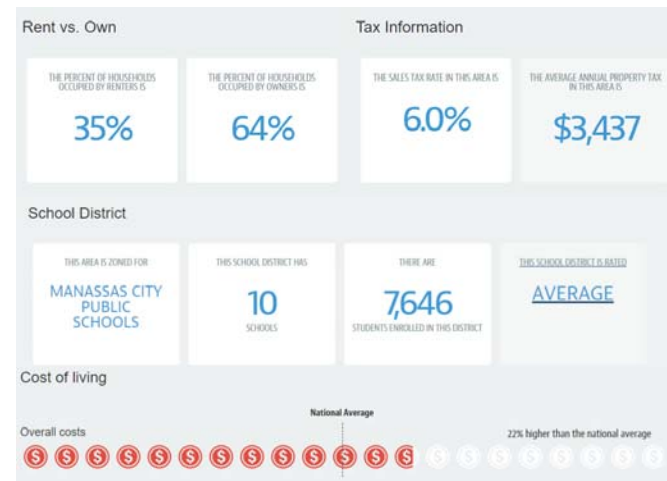 Rent vs. Own
Tax Information
THE PERCENT OF HOUSEHOLDS
OCCUPIED BY RENTERS IS
35%
THE PERCENT OF HOUSEHOLDS
OCCUPIED BY OWNERS IS
64%
THE SALES TAX RATE IN THIS AREA IS
6.0%
THE AVERAGE ANNUAL PROPERTY TAX
IN THIS AREA IS
$3,437
School District
THIS AREA IS ZONED FOR
MANASSAS CITY
PUBLIC
SCHOOLS
THIS SCHOOL DISTRICT HAS
10
SCHOOLS
THERE ARE
7,646
STUDENTS ENROLLED IN THIS DISTRICT
THIS SCHOOL DISTRICT IS RATED
AVERAGE
Cost of living
National Average
Overall costs
22% higher than the national average